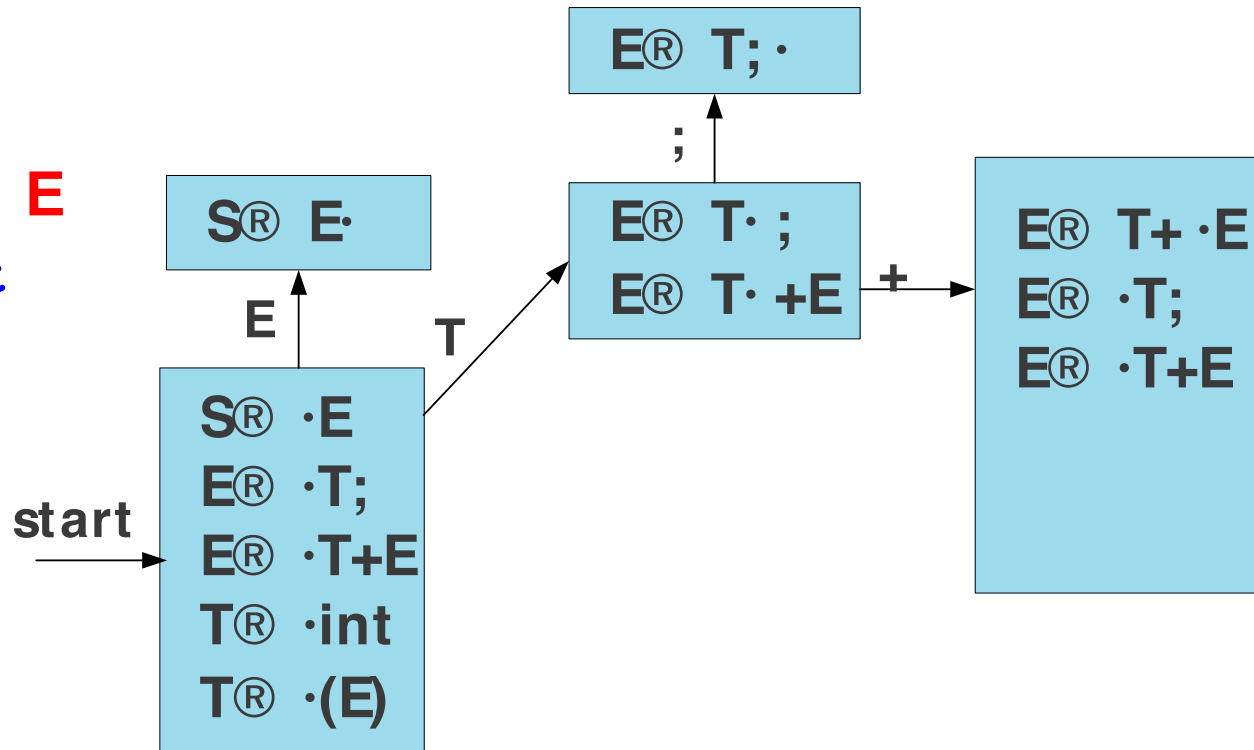 E® T; ·
;
E
S® E·
E® T· ;
E® T· +E
+
E® T+ ·E
E® ·T;
E® ·T+E
E
T
S® ·E
E® ·T;
E® ·T+E
T® ·int
T® ·(E)
start